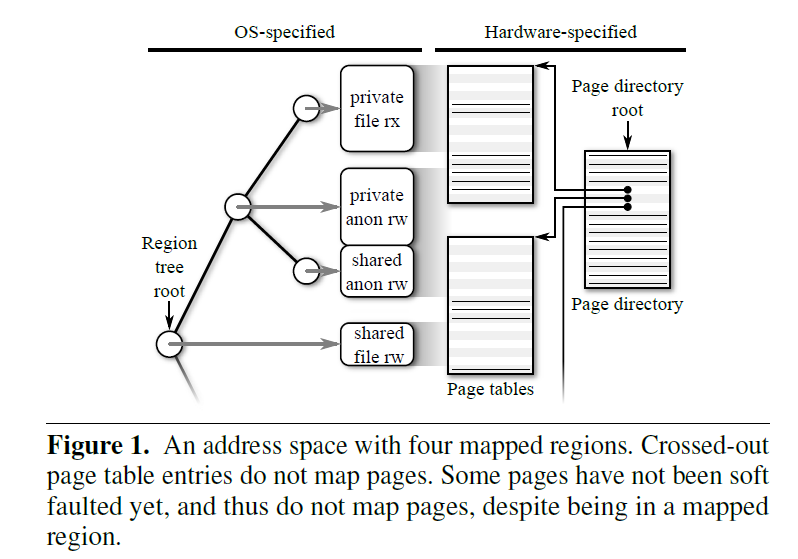 OS-specified
Hardware-specified
private
file rx
Page directory
root
private
anon rw
Region
tree
root
shared
anon rw
Page directory
shared
file rw
Page tables
Figure 1. An address space with four mapped regions. Crossed-out
page table entries do not map pages. Some pages have not been soft
faulted yet, and thus do not map pages, despite being in a mapped
region.